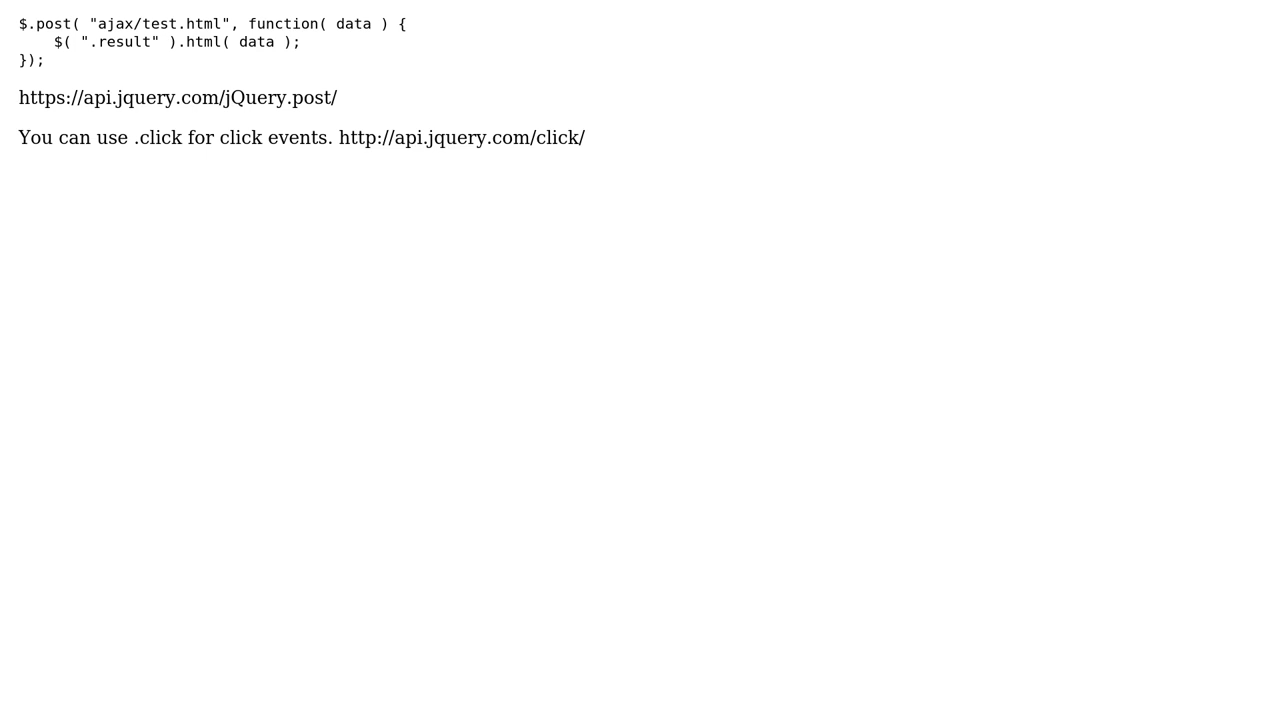 $.post( "ajax/test.html", function( data ) {
    $( ".result" ).html( data );
});
https://api.jquery.com/jQuery.post/
You can use .click for click events. http://api.jquery.com/click/